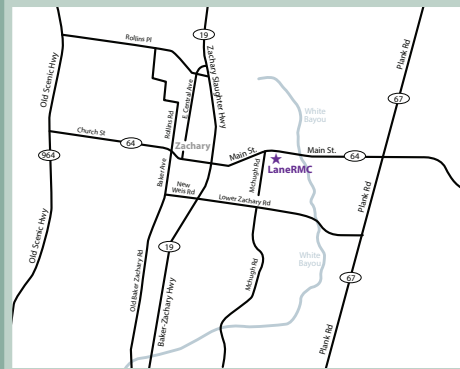 19
Rollins Pl
Zachary Slaughter Hwy
Plank Rd
Old Scenic Hwy
E. Central Ave
67
Rollins Rd
White
Bayou
Church St
64
Zachary
Main St.
Main St.
64
964
LaneRMC
Baker Ave
Mchugh Rd
New
Weis Rd
Lower Zachary Rd
Plank Rd
Old Scenic Hwy
19
White
Bayou
Mchugh Rd
67
Old Baker Zachary Rd
Baker-Zachary Hwy
Plank Rd